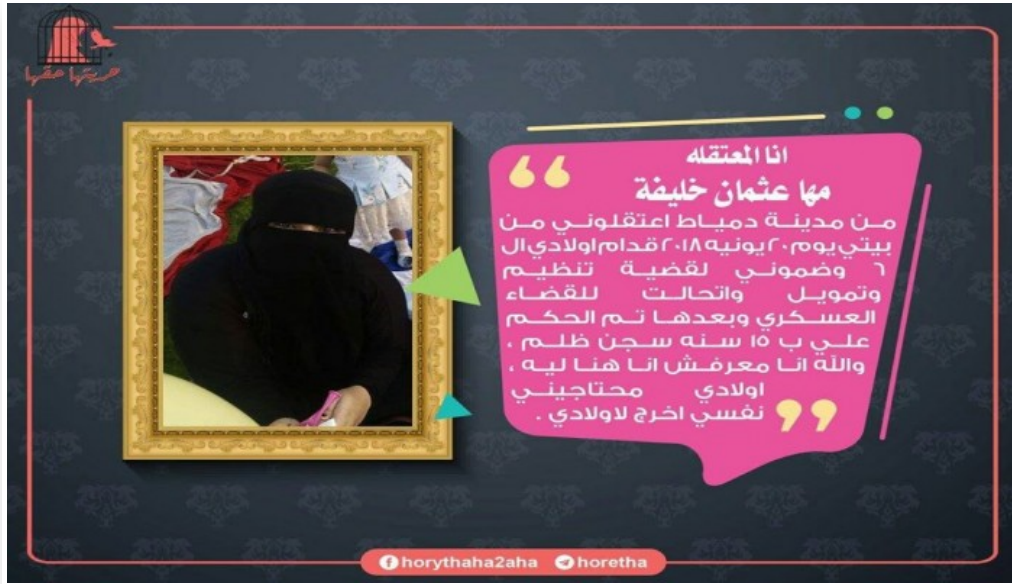 حريتها حقها
انا المعتقله
مها عثمان خليفة
من مدينة دمياط اعتقلوني من
بيتي يوم ٢٠ يونيه ٢٠١٨ قدام اولادي ال
٦ وضموني لقضية تنظيم
وتمويل واتحالت للقضاء
العسكري وبعدها تم الحكم
علي ب ١٥ سنه سجن ظلم ،
والله انا معرفش انا هنا ليه ،
اولادي محتاجيني
نفسي اخرج لاولادي .
horythaha2aha horetha